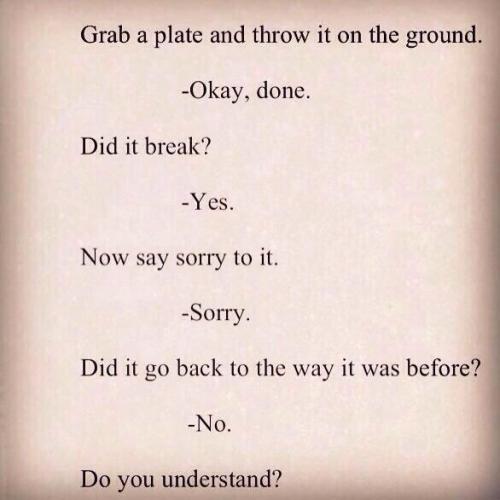 Grab a plate and throw it on the ground.
-Okay, done.
Did it break?
-Yes.
Now say sorry to it.
-Sorry.
Did it go back to the way it was before?
-No.
Do you understand?